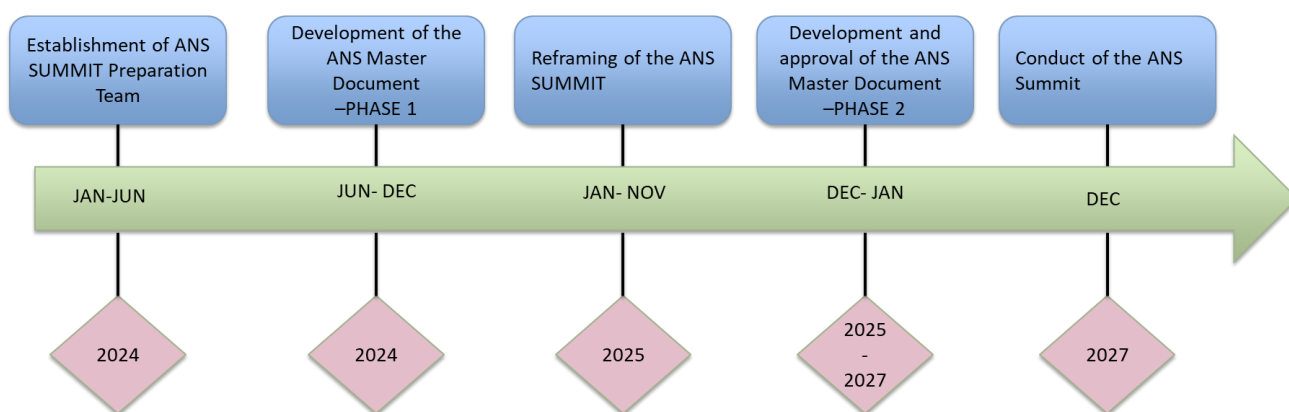 Establishment of ANS
SUMMIT Preparation
Team
Development of the
ANS Master
Document
–PHASE 1
Reframing of the ANS
SUMMIT
Development and
approval of the ANS
Master Document
–PHASE 2
Conduct of the ANS
Summit
JAN-JUN
JUN- DEC
JAN- NOV
DEC- JAN
DEC
2024
2024
2025
2025
-
2027
2027